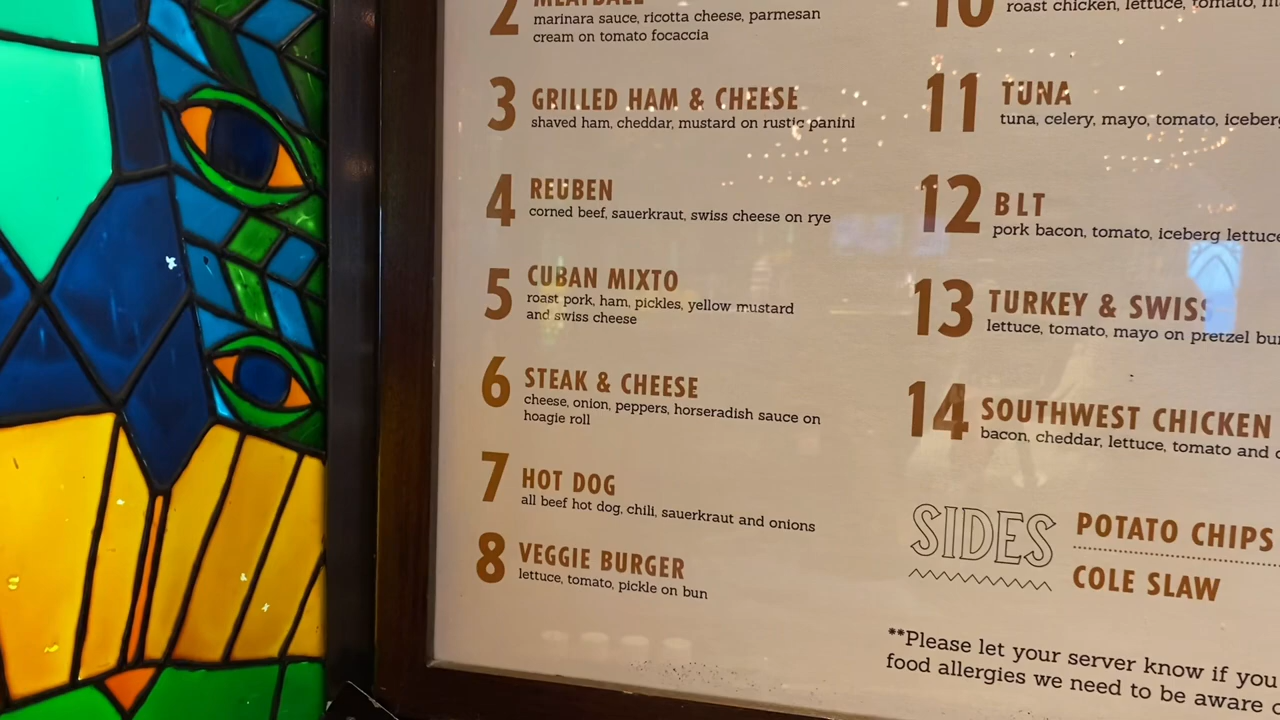 2 MEATBALL
marinara sauce, ricotta cheese, parmesan
cream on tomato focaccia
3 GRILLED HAM & CHEESE
shaved ham, cheddar, mustard on rustic panini
4 REUBEN
corned beef, sauerkraut, swiss cheese on rye
5 CUBAN MIXTO
roast pork, ham, pickles, yellow mustard
and swiss cheese
6 STEAK & CHEESE
cheese, onion, peppers, horseradish sauce on
hoagie roll
7 HOT DOG
all beef hot dog, chili, sauerkraut and onions
8 VEGGIE BURGER
lettuce, tomato, pickle on bun
10
roast chicken, lettuce, tomato,
11 TUNA
tuna, celery, mayo, tomato, iceberg
12 BLT
pork bacon, tomato, iceberg lettuce
13 TURKEY & SWISS
lettuce, tomato, mayo on pretzel bun
14 SOUTHWEST CHICKEN
bacon, cheddar, lettuce, tomato and
SIDES
POTATO CHIPS
COLE SLAW
**Please let your server know if you
food allergies we need to be aware